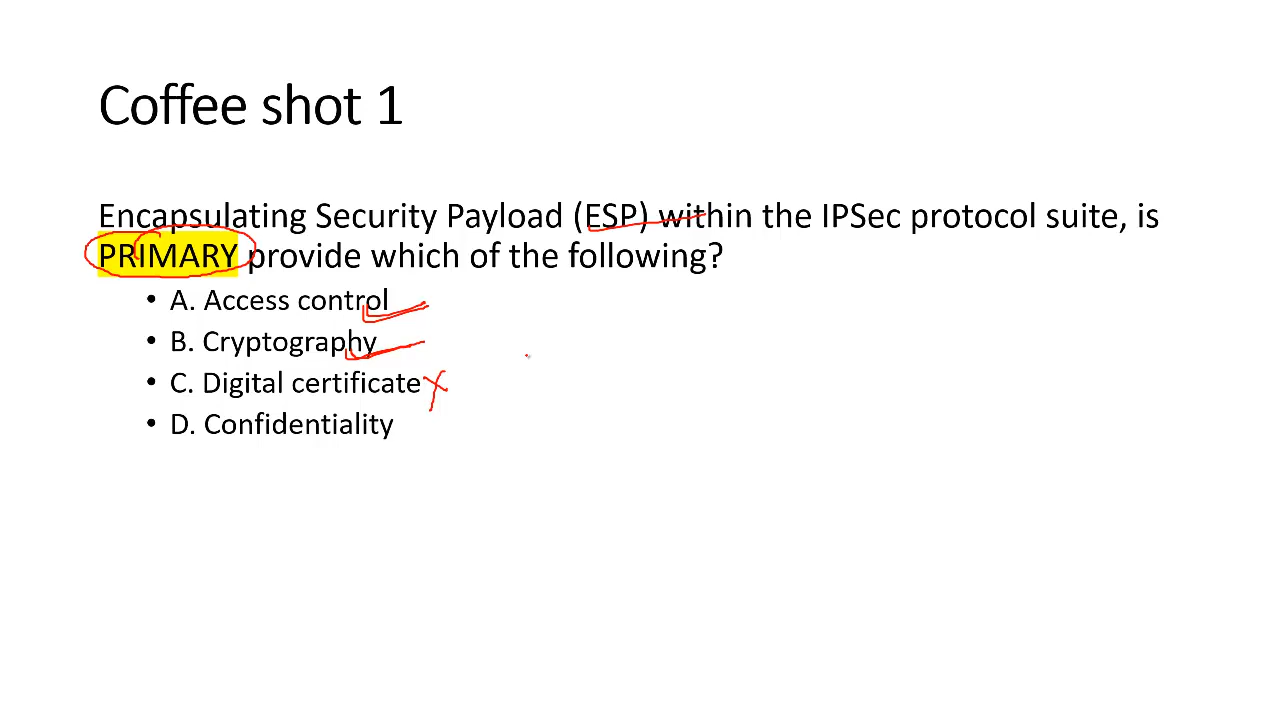 Coffee shot 1
Encapsulating Security Payload (ESP) within the IPSec protocol suite, is
PRIMARY provide which of the following?
• A. Access control
• B. Cryptography
• C. Digital certificate
• D. Confidentiality